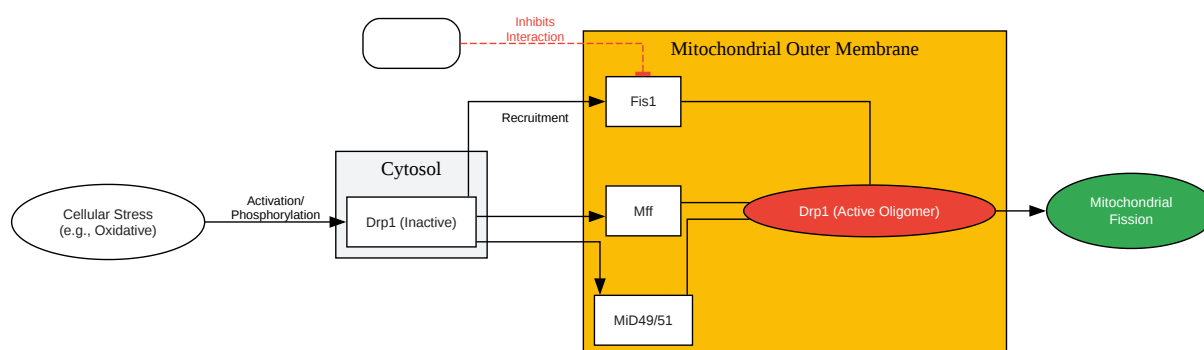 Inhibits
Interaction
Mitochondrial Outer Membrane
Fis1
Recruitment
Cytosol
Activation/
Phosphorylation
Cellular Stress
(e.g., Oxidative)
Drp1 (Inactive)
Mff
Drp1 (Active Oligomer)
Mitochondrial
Fission
MiD49/51